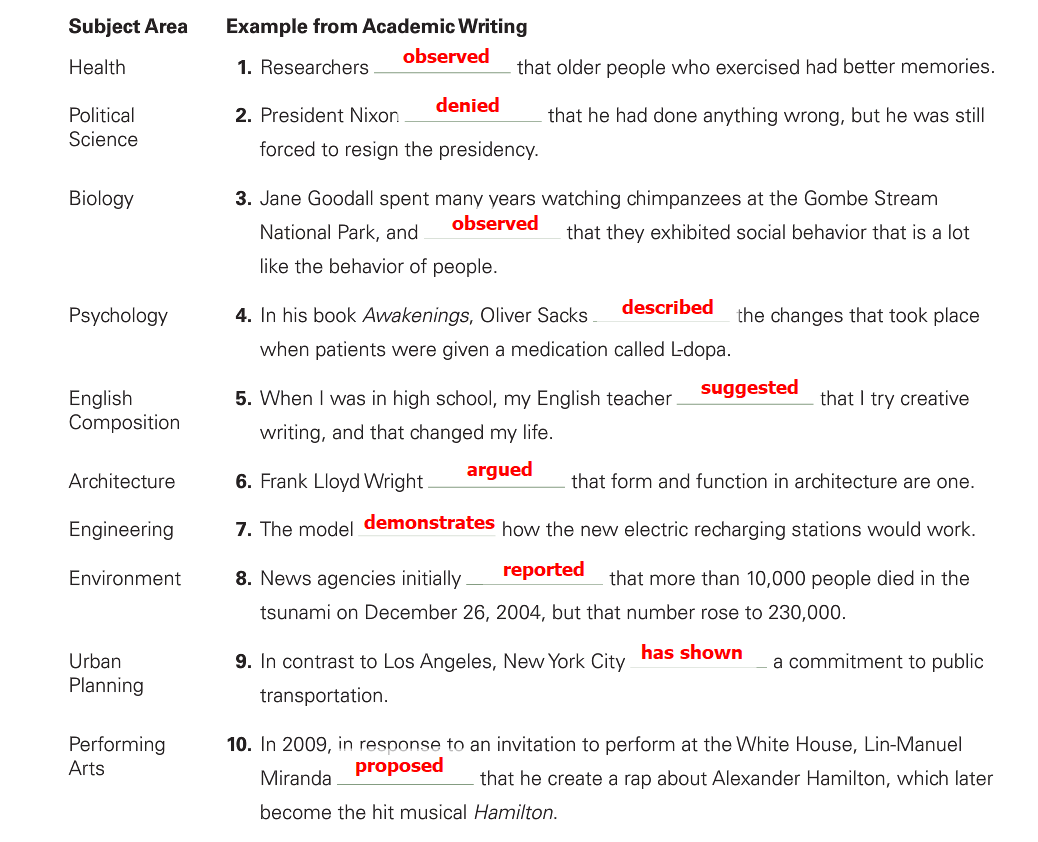 Subject Area Example from Academic Writing
Health 1. Researchers observed that older people who exercised had better memories.
Political 2. President Nixon denied that he had done anything wrong, but he was still
Science forced to resign the presidency.
Biology 3. Jane Goodall spent many years watching chimpanzees at the Gombe Stream
National Park, and observed that they exhibited social behavior that is a lot
like the behavior of people.
Psychology 4. In his book Awakenings, Oliver Sacks described the changes that took place
when patients were given a medication called L-dopa.
English 5. When I was in high school, my English teacher suggested that I try creative
Composition writing, and that changed my life.
Architecture 6. Frank Lloyd Wright argued that form and function in architecture are one.
Engineering 7. The model demonstrates how the new electric recharging stations would work.
Environment 8. News agencies initially reported that more than 10,000 people died in the
tsunami on December 26, 2004, but that number rose to 230,000.
Urban 9. In contrast to Los Angeles, New York City has shown a commitment to public
Planning transportation.
Performing 10. In 2009, in response to an invitation to perform at the White House, Lin-Manuel
Arts Miranda proposed that he create a rap about Alexander Hamilton, which later
become the hit musical Hamilton.